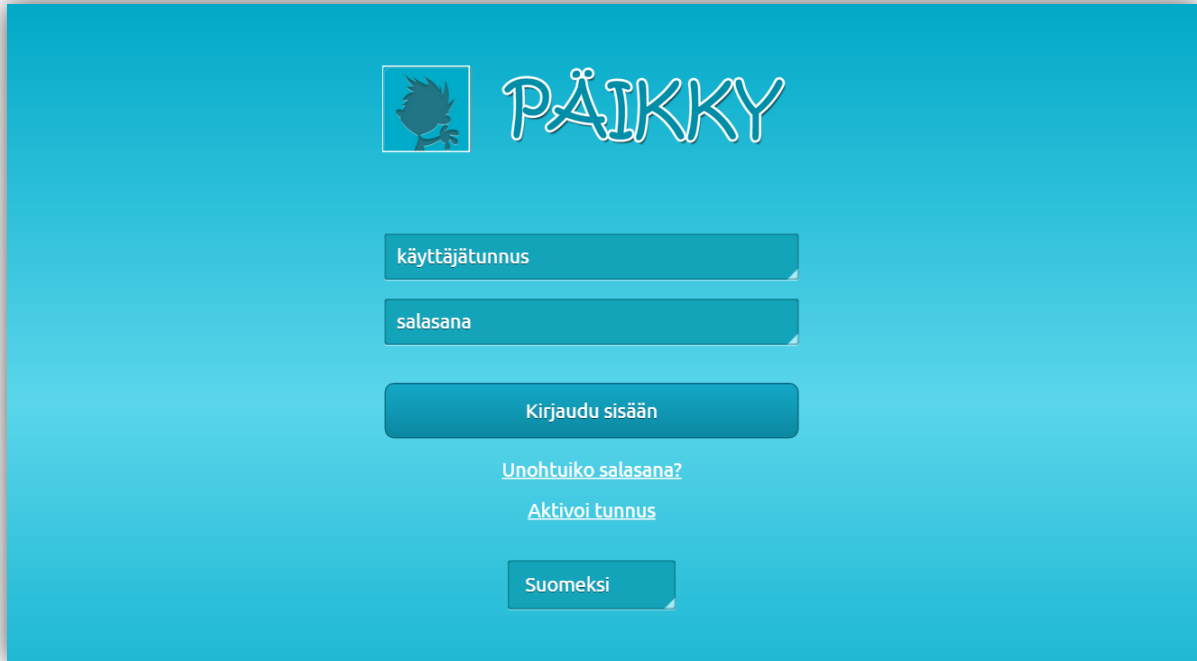 PÄIKKY
käyttäjätunnus
salasana
Kirjaudu sisään
Unohtuiko salasana?
Aktivoi tunnus
Suomeksi